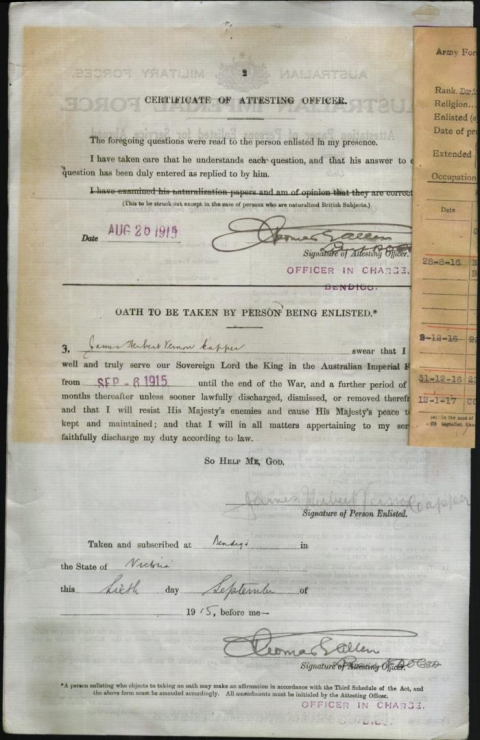 2
CERTIFICATE OF ATTESTING OFFICER.
The foregoing questions were read to the person enlisted in my presence.
I have taken care that he understands each question, and that his answer to e
question has been duly entered as replied to by him.
I have examined his naturalization papers and am of opinion that they are correct
(This to be struck out except in the case of persons who are naturalized British Subjects.)
Date AUG 20 1915
Thomas E Allen
Signature of Attesting Officer.
OFFICER IN CHARGE.
BENDIGO.
OATH TO BE TAKEN BY PERSON BEING ENLISTED.*
3. James Herbert Vernon Capper swear that I
well and truly serve our Sovereign Lord the King in the Australian Imperial F
from SEP - 6 1915 until the end of the War, and a further period of
months thereafter unless sooner lawfully discharged, dismissed, or removed therefr
and that I will resist His Majesty's enemies and cause His Majesty's peace t
kept and maintained; and that I will in all matters appertaining to my ser
faithfully discharge my duty according to law.
SO HELP ME, GOD.
James Herbert Vernon Capper
Signature of Person Enlisted.
Taken and subscribed at Bendigo in
the State of Victoria
this Sixth day September of
1915, before me—
Thomas E Allen
Signature of Attesting Officer.
*A person enlisting who objects to taking an oath may make an affirmation in accordance with the Third Schedule of the Act, and
the above form must be amended accordingly. All amendments must be initialed by the Attesting Officer.
OFFICER IN CHARGE.
Army For
Rank
Religion
Enlisted (a
Date of pe
Extended
Occupation
Date
28-8-16
-12-16
31-12-16
1-17